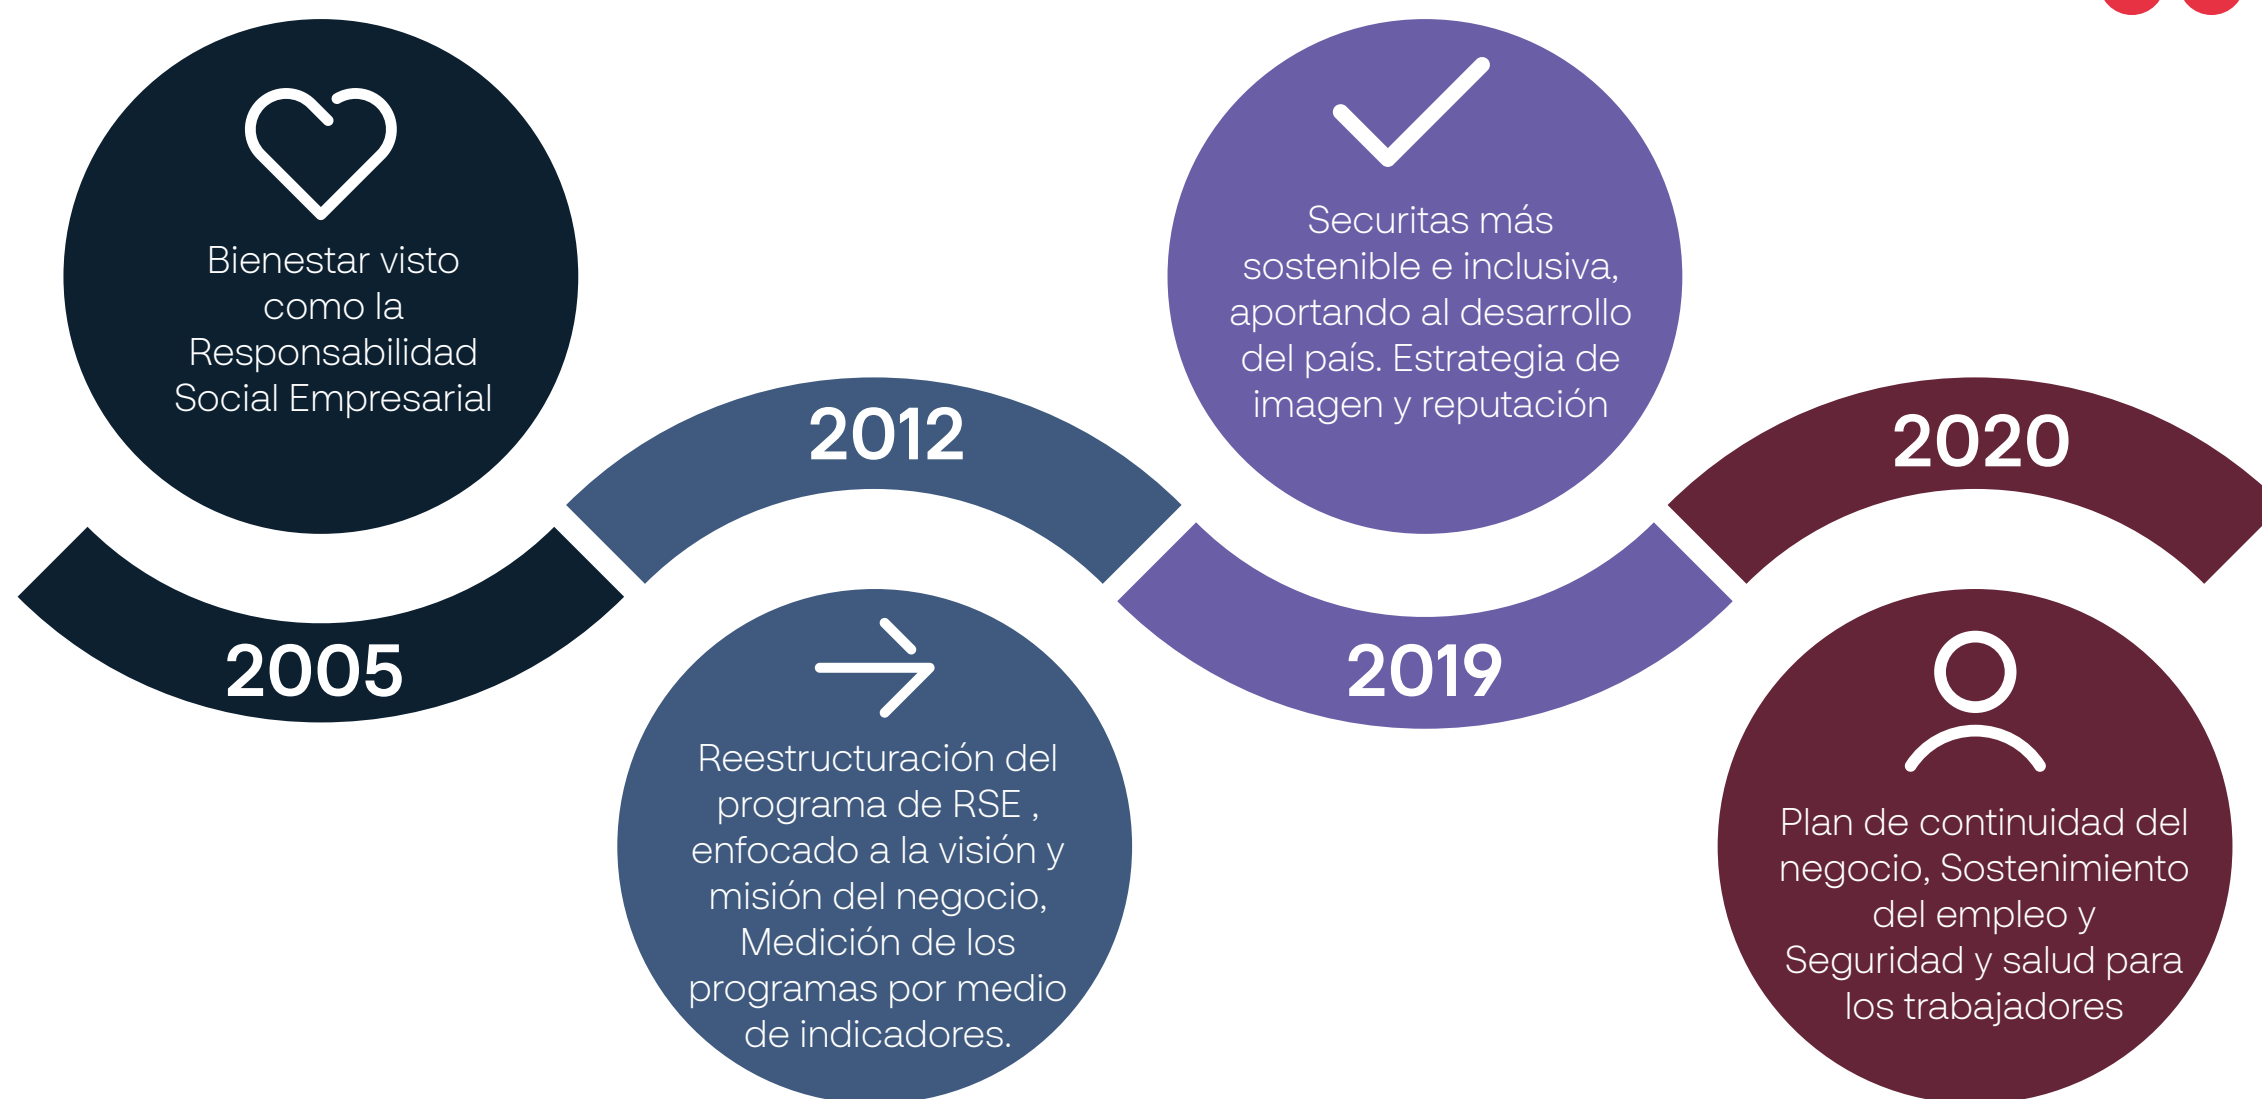 Bienestar visto
como la
Responsabilidad
Social Empresarial
2005
2012
Reestructuración del
programa de RSE ,
enfocado a la visión y
misión del negocio,
Medición de los
programas por medio
de indicadores.
Securitas más
sostenible e inclusiva,
aportando al desarrollo
del país. Estrategia de
imagen y reputación
2019
2020
Plan de continuidad del
negocio, Sostenimiento
del empleo y
Seguridad y salud para
los trabajadores